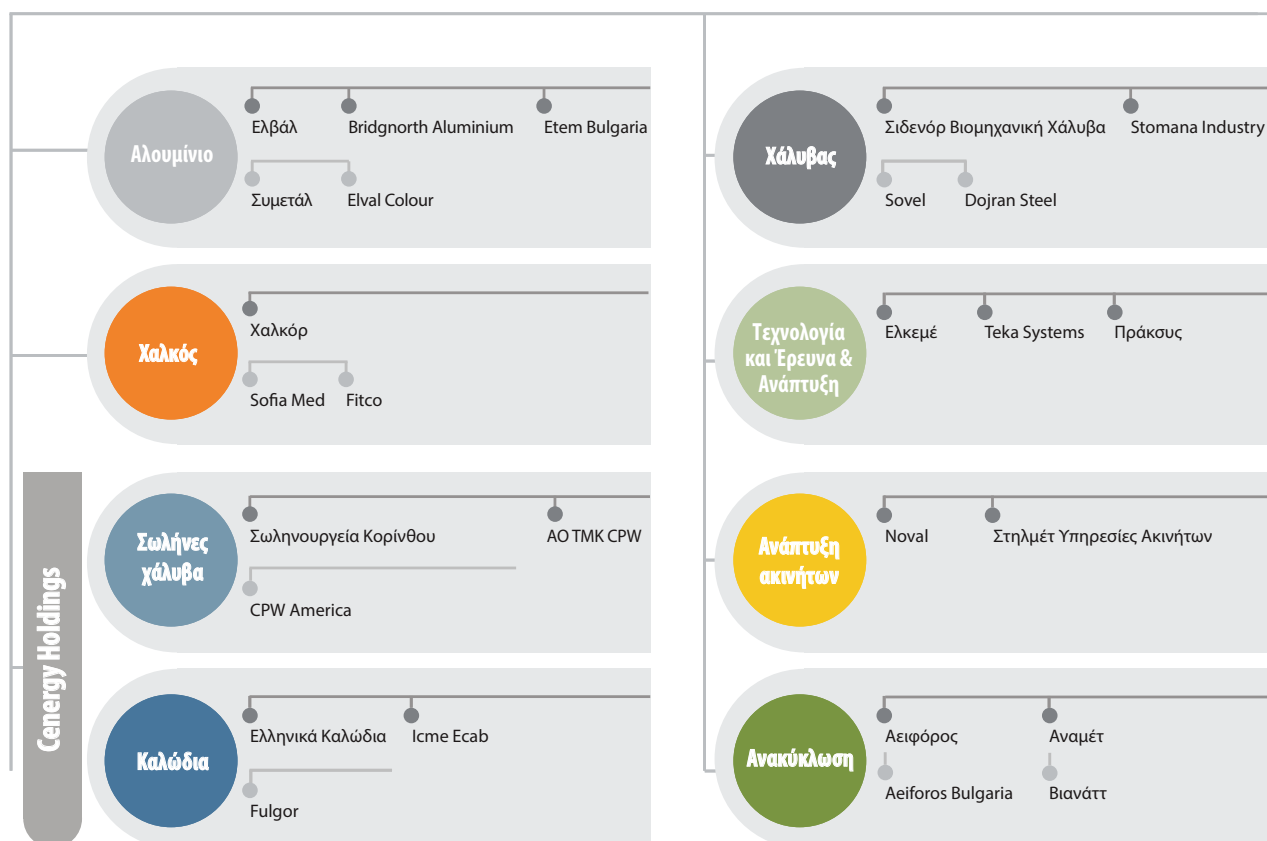 Αλουμίνιο
Ελβάλ
Bridgnorth Aluminium
Etem Bulgaria
Συμετάλ
Elval Colour
Χαλκός
Χαλκόρ
Sofia Med
Fitco
Cenergy Holdings
Σωλήνες
χάλυβα
Σωληνουργεία Κορίνθου
AO TMK CPW
CPW America
Καλώδια
Ελληνικά Καλώδια
Icme Ecab
Fulgor
Χάλυβας
Σιδενόρ Βιομηχανική Χάλυβα
Stomana Industry
Sovel
Dojran Steel
Τεχνολογία
και Έρευνα &
Ανάπτυξη
Ελκεμέ
Teka Systems
Πράκσυς
Ανάπτυξη
ακινήτων
Noval
Στηλμέτ Υπηρεσίες Ακινήτων
Ανακύκλωση
Αειφόρος
Αναμέτ
Aeiforos Bulgaria
Βιανάττ